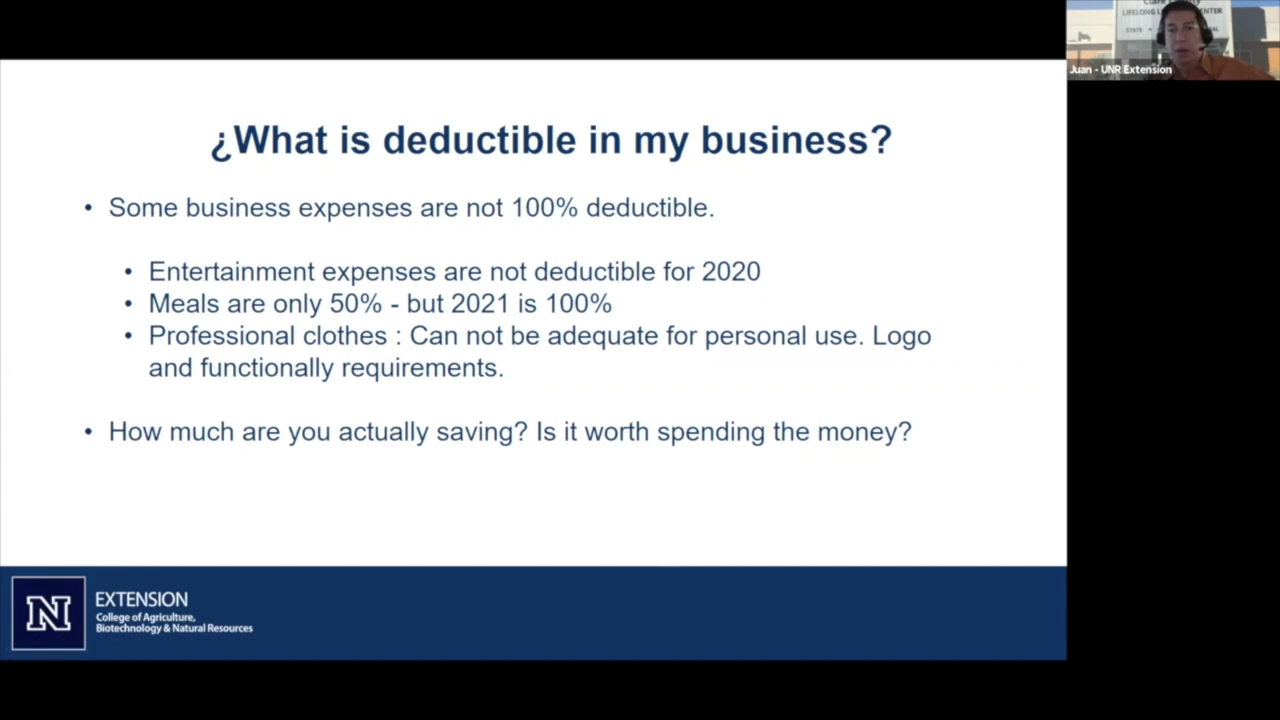 ¿What is deductible in my business?
• Some business expenses are not 100% deductible.
• Entertainment expenses are not deductible for 2020
• Meals are only 50% - but 2021 is 100%
• Professional clothes : Can not be adequate for personal use. Logo
and functionally requirements.
• How much are you actually saving? Is it worth spending the money?
N
EXTENSION
College of Agriculture,
Biotechnology & Natural Resources
LIFELONG
STATE
Juan - UNR Extension